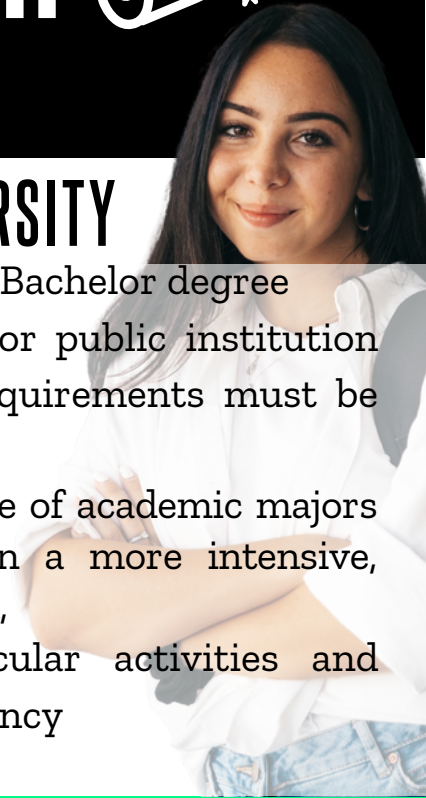 RSITY
Bachelor degree
or public institution
quirements must be
e of academic majors
n a more intensive,
,
cular activities and
ncy